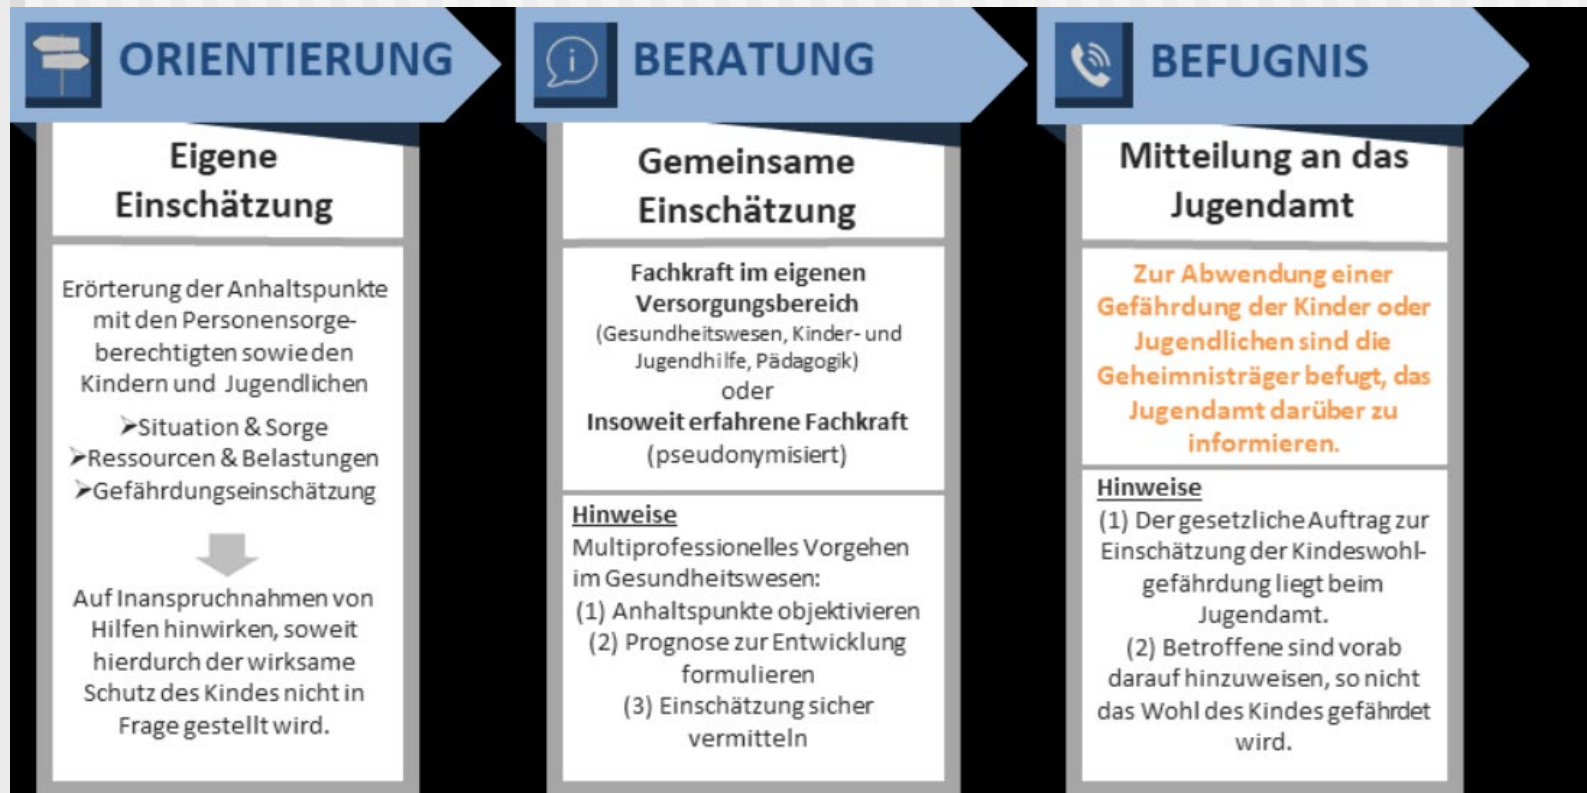 ORIENTIERUNG
Eigene
Einschätzung
Erörterung der Anhaltspunkte
mit den Personensorge-
berechtigten sowie den
Kindern und Jugendlichen
➢Situation & Sorge
➢Ressourcen & Belastungen
➢Gefährdungseinschätzung
Auf Inanspruchnahmen von
Hilfen hinwirken, soweit
hierdurch der wirksame
Schutz des Kindes nicht in
Frage gestellt wird.
BERATUNG
Gemeinsame
Einschätzung
Fachkraft im eigenen
Versorgungsbereich
(Gesundheitswesen, Kinder- und
Jugendhilfe, Pädagogik)
oder
Insoweit erfahrene Fachkraft
(pseudonymisiert)
Hinweise
Multiprofessionelles Vorgehen
im Gesundheitswesen:
(1) Anhaltspunkte objektivieren
(2) Prognose zur Entwicklung
formulieren
(3) Einschätzung sicher
vermitteln
BEFUGNIS
Mitteilung an das
Jugendamt
Zur Abwendung einer
Gefährdung der Kinder oder
Jugendlichen sind die
Geheimnisträger befugt, das
Jugendamt darüber zu
informieren.
Hinweise
(1) Der gesetzliche Auftrag zur
Einschätzung der Kindeswohl-
gefährdung liegt beim
Jugendamt.
(2) Betroffene sind vorab
darauf hinzuweisen, so nicht
das Wohl des Kindes gefährdet
wird.